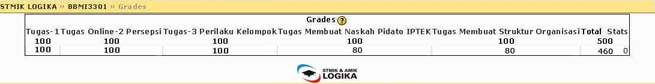 STMIK LOGIKA » BBMI3301 » Grades
Grades ?
Tugas-1 Tugas Online-2 Persepsi Tugas-3 Perilaku Kelompok Tugas Membuat Naskah Pidato IPTEK Tugas Membuat Struktur Organisasi Total Stats
100 100 100 100 100 500
100 100 100 80 80 460 0
STMIK & AMIK
LOGIKA